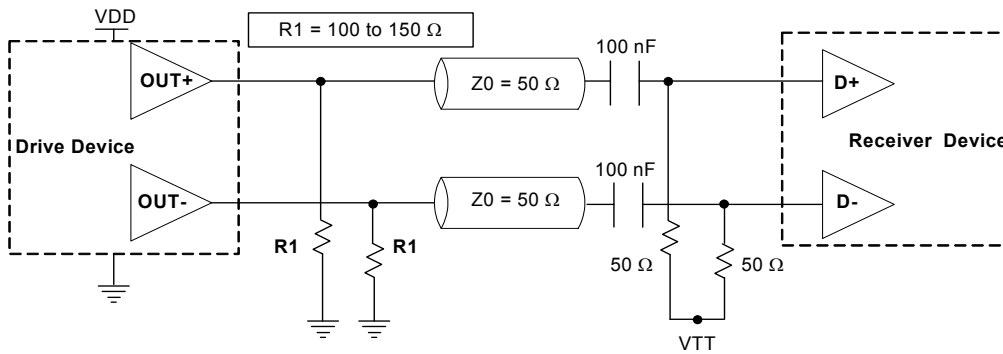 VDD
R1 = 100 to 150 Ω
100 nF
OUT+
Z0 = 50 Ω
D+
Drive Device
Receiver Device
100 nF
OUT-
Z0 = 50 Ω
D-
R1
R1
50 Ω
50 Ω
VTT